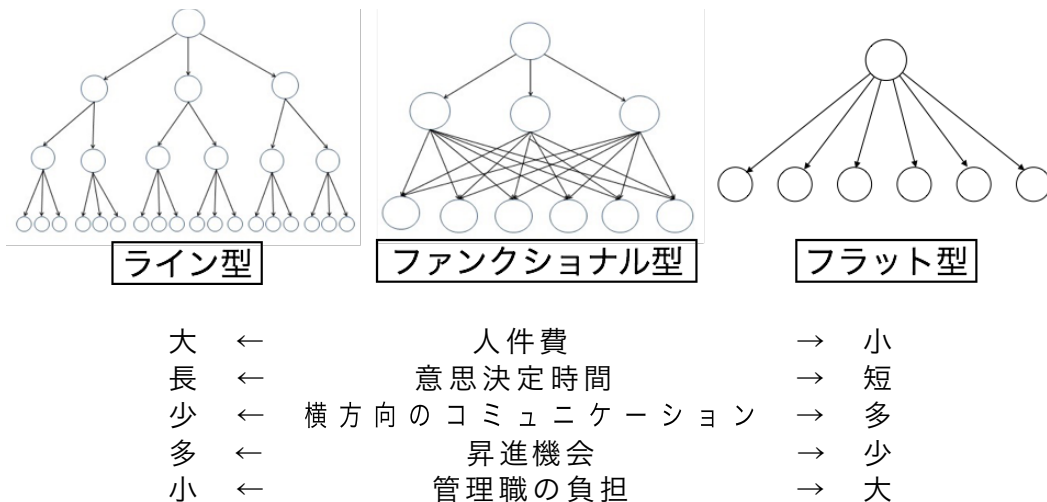 ライン型 ファンクショナル型 フラット型
大 ← 人件費 → 小
長 ← 意思決定時間 → 短
少 ← 横方向のコミュニケーション → 多
多 ← 昇進機会 → 少
小 ← 管理職の負担 → 大